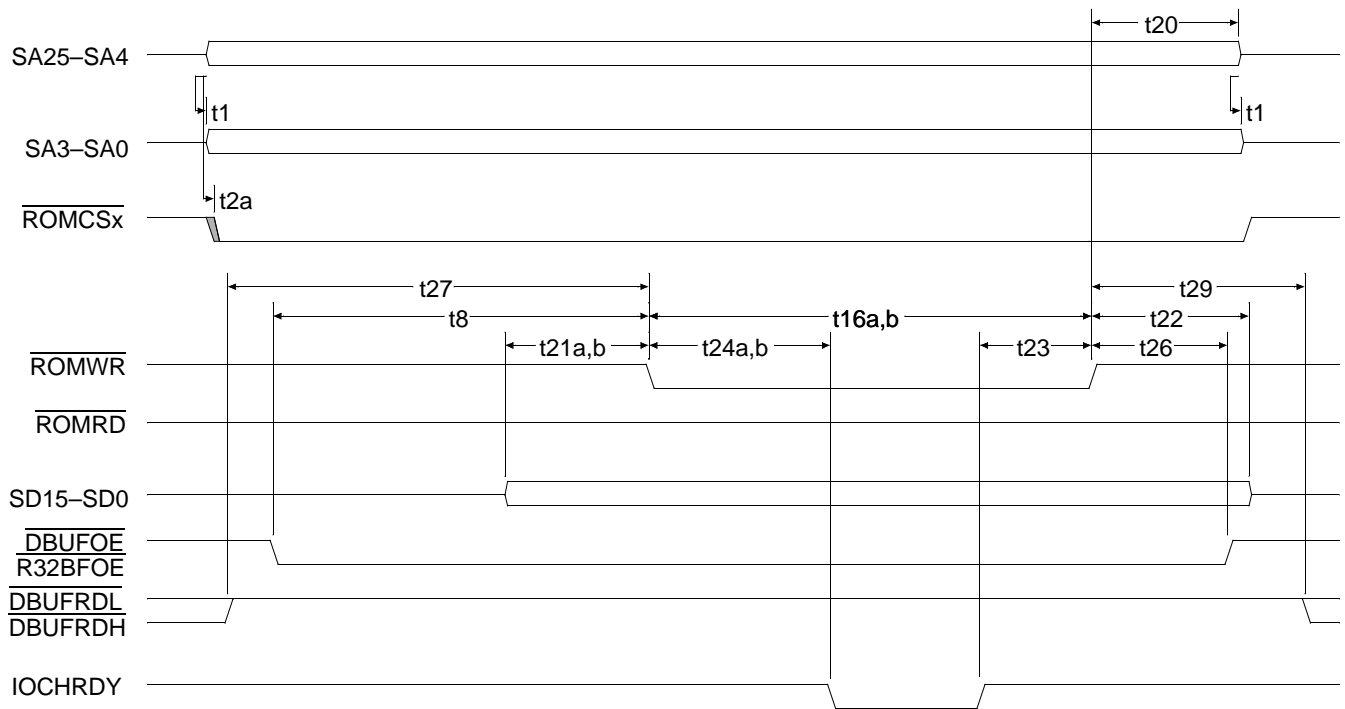 t20
SA25–SA4
t1
t1
SA3–SA0
t2a
ROMCSx
t27
t29
t8
t16a,b
t22
t21a,b
t24a,b
t23
t26
ROMWR
ROMRD
SD15–SD0
DBUFOE
R32BFOE
DBUFRDL
DBUFRDH
IOCHRDY